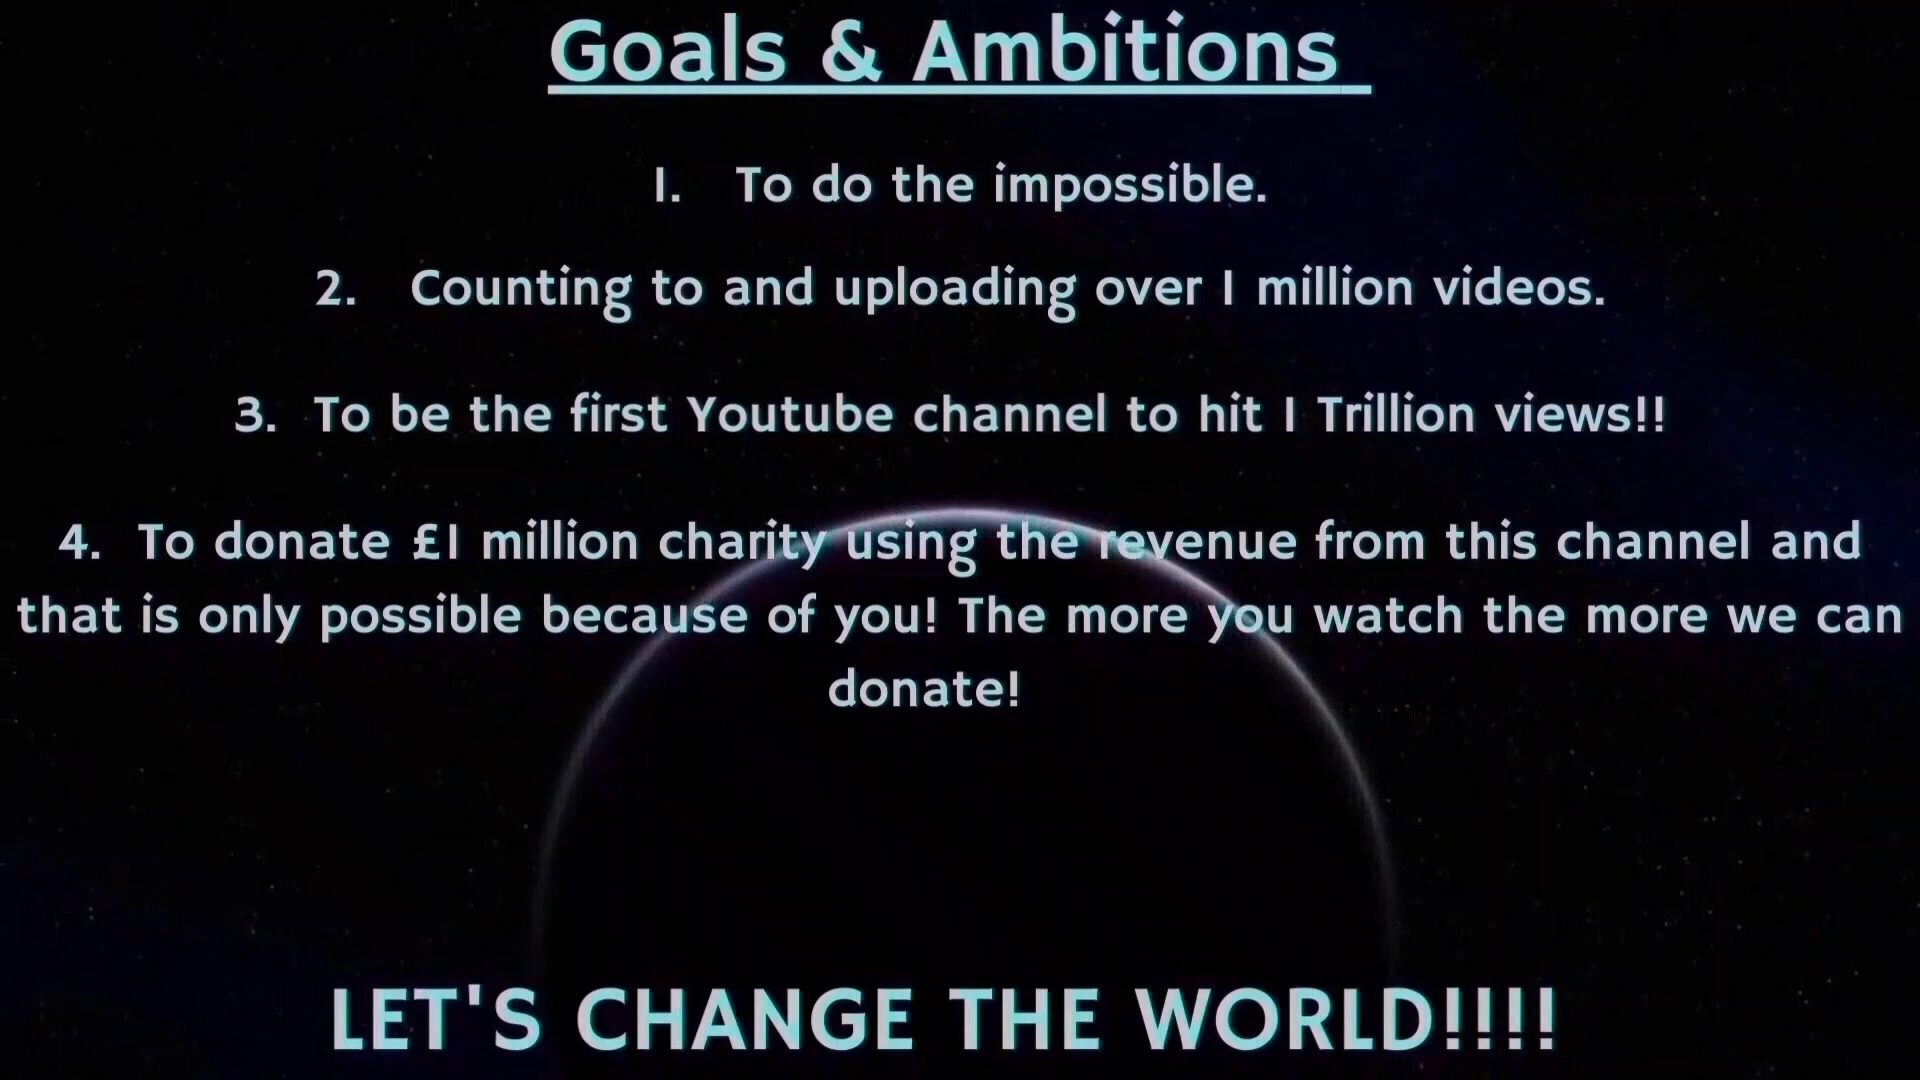 Goals & Ambitions
1. To do the impossible.
2. Counting to and uploading over 1 million videos.
3. To be the first Youtube channel to hit 1 Trillion views!!
4. To donate £1 million charity using the revenue from this channel and
that is only possible because of you! The more you watch the more we can
donate!
LET'S CHANGE THE WORLD!!!!